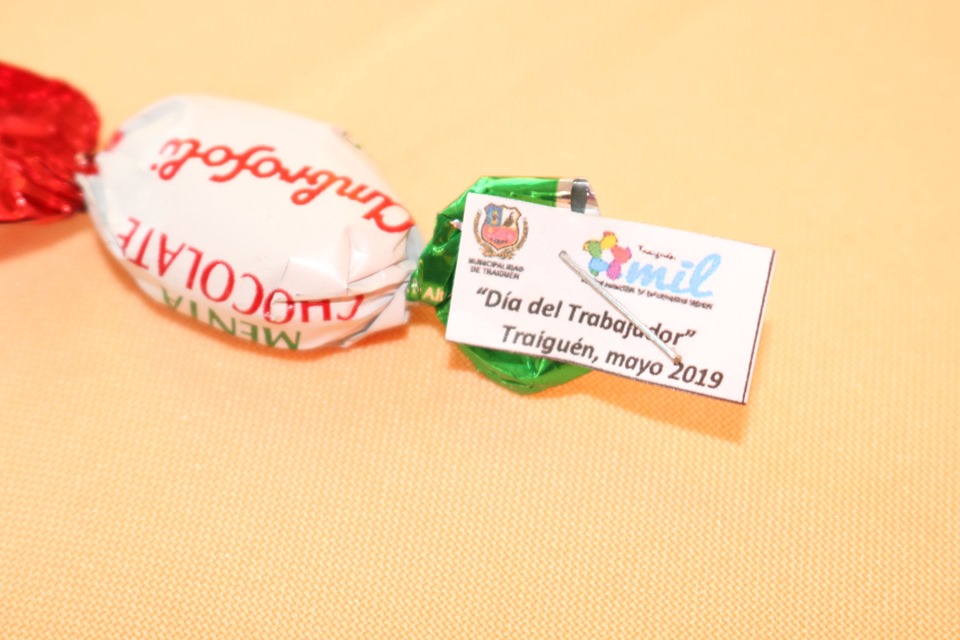 Ambrosoli
CHOCOLATE
MENTA
MUNICIPALIDAD
DE TRAIGUÉN
Traiguén
mil
"Día del Trabajador"
Traiguén, mayo 2019